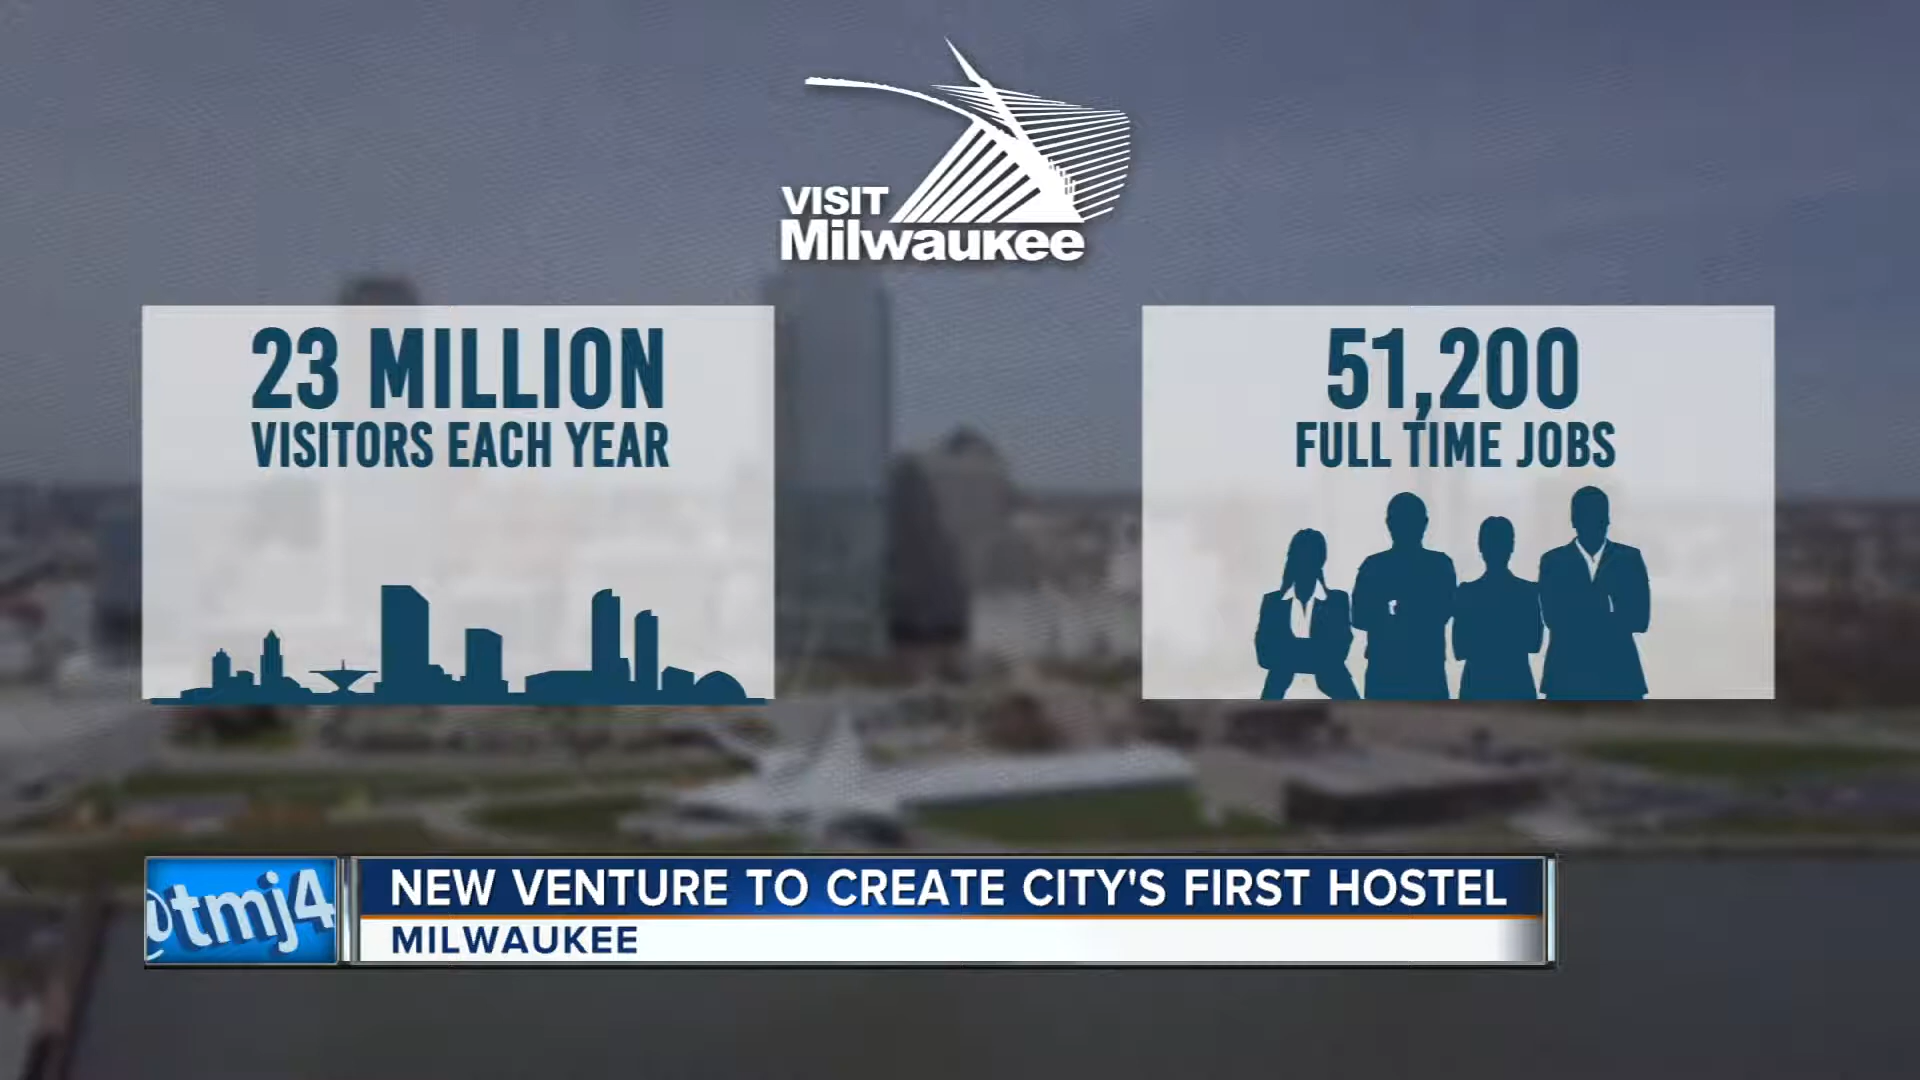 VISIT
Milwaukee
23 MILLION
VISITORS EACH YEAR
51,200
FULL TIME JOBS
@tmj4
NEW VENTURE TO CREATE CITY'S FIRST HOSTEL
MILWAUKEE